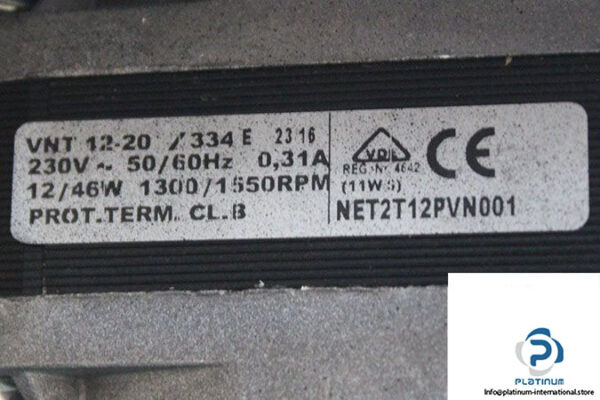 VNT 12-20 / 334 E 23 16
230V ~ 50/60Hz 0,31A
12/46W 1300/1550RPM
PROT.TERM. CL.B
VDE
REG.-Nr. 4642
(11W5)
CE
NET2T12PVN001
PLATINUM
info@platinum-international.store